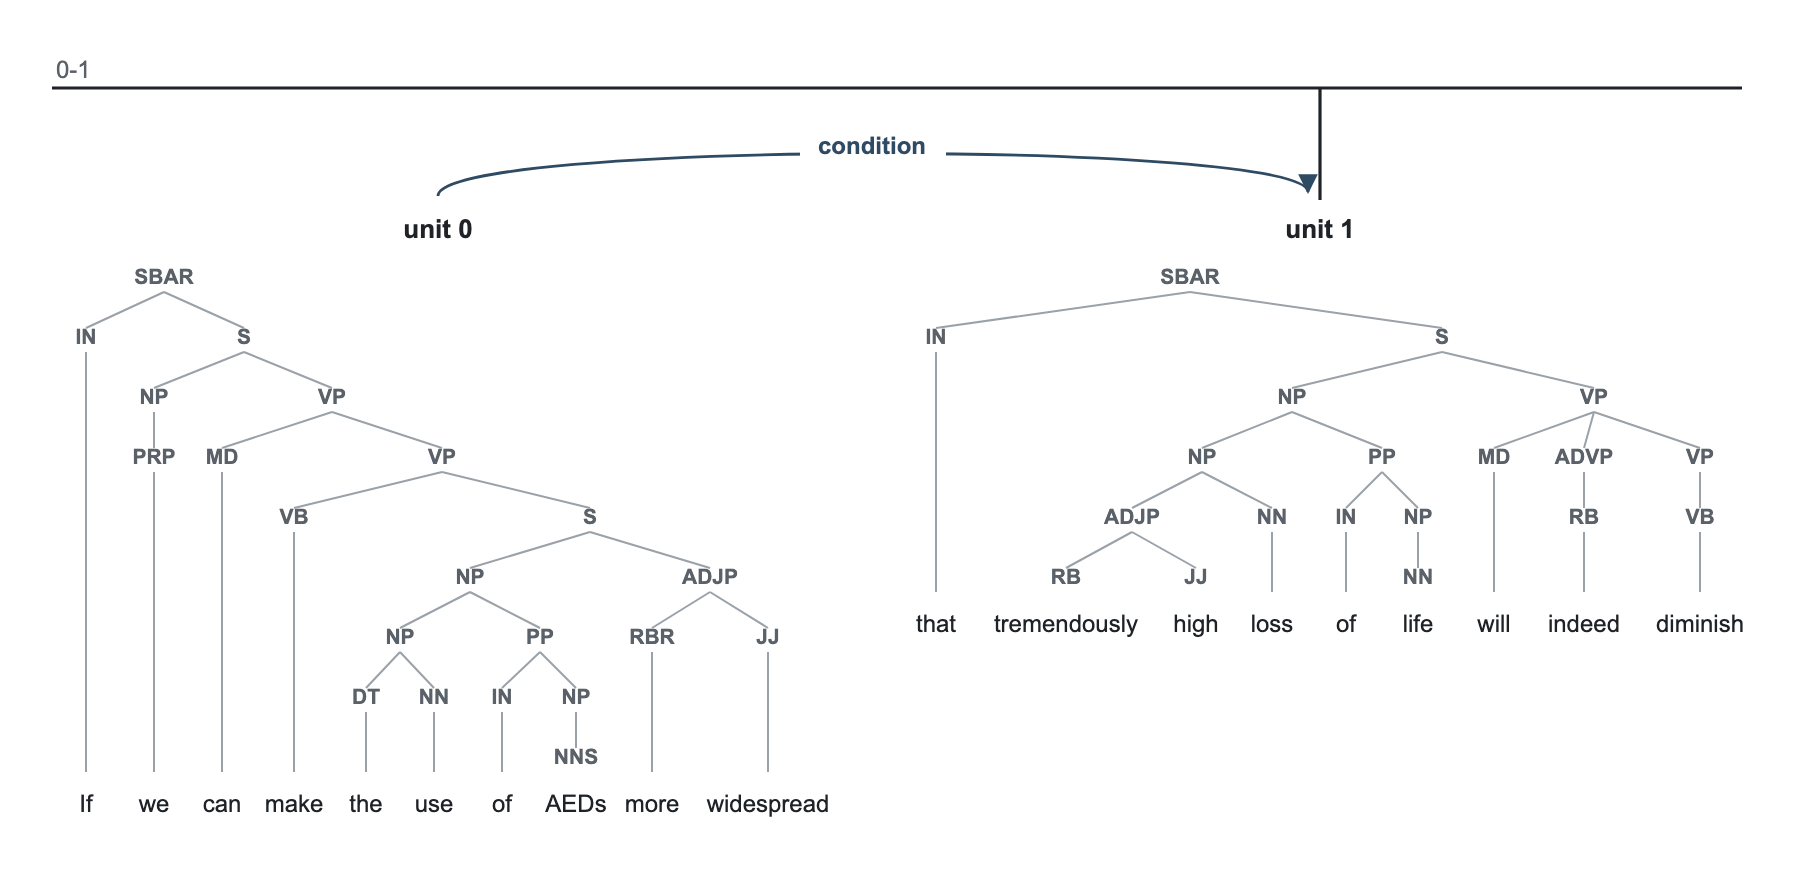 0-1
condition
unit 0 unit 1
SBAR SBAR
IN S IN S
NP VP NP VP
PRP MD VP NP PP MD ADVP VP
VB S ADJP NN IN NP RB VB
NP ADJP RB JJ NN
that tremendously high loss of life will indeed diminish
NP PP RBR JJ
DT NN IN NP
NNS
If we can make the use of AEDs more widespread